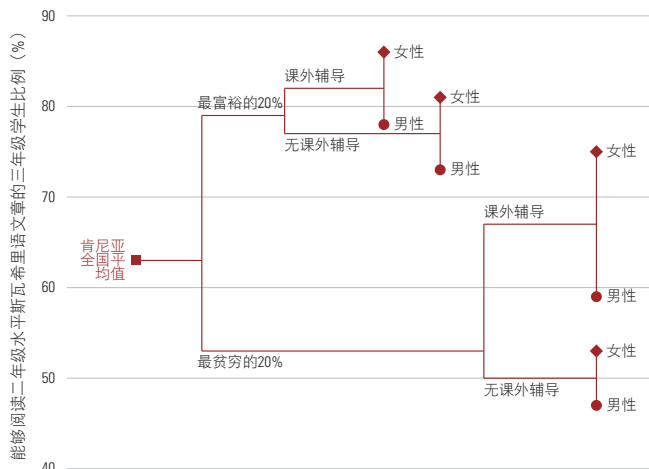 能够阅读二年级水平斯瓦希里语文章的三年级学生比例（%）
90
80
70
60
50
40
肯尼亚
全国平
均值
最富裕的20%
课外辅导
女性
男性
无课外辅导
女性
男性
最贫穷的20%
课外辅导
女性
男性
无课外辅导
女性
男性